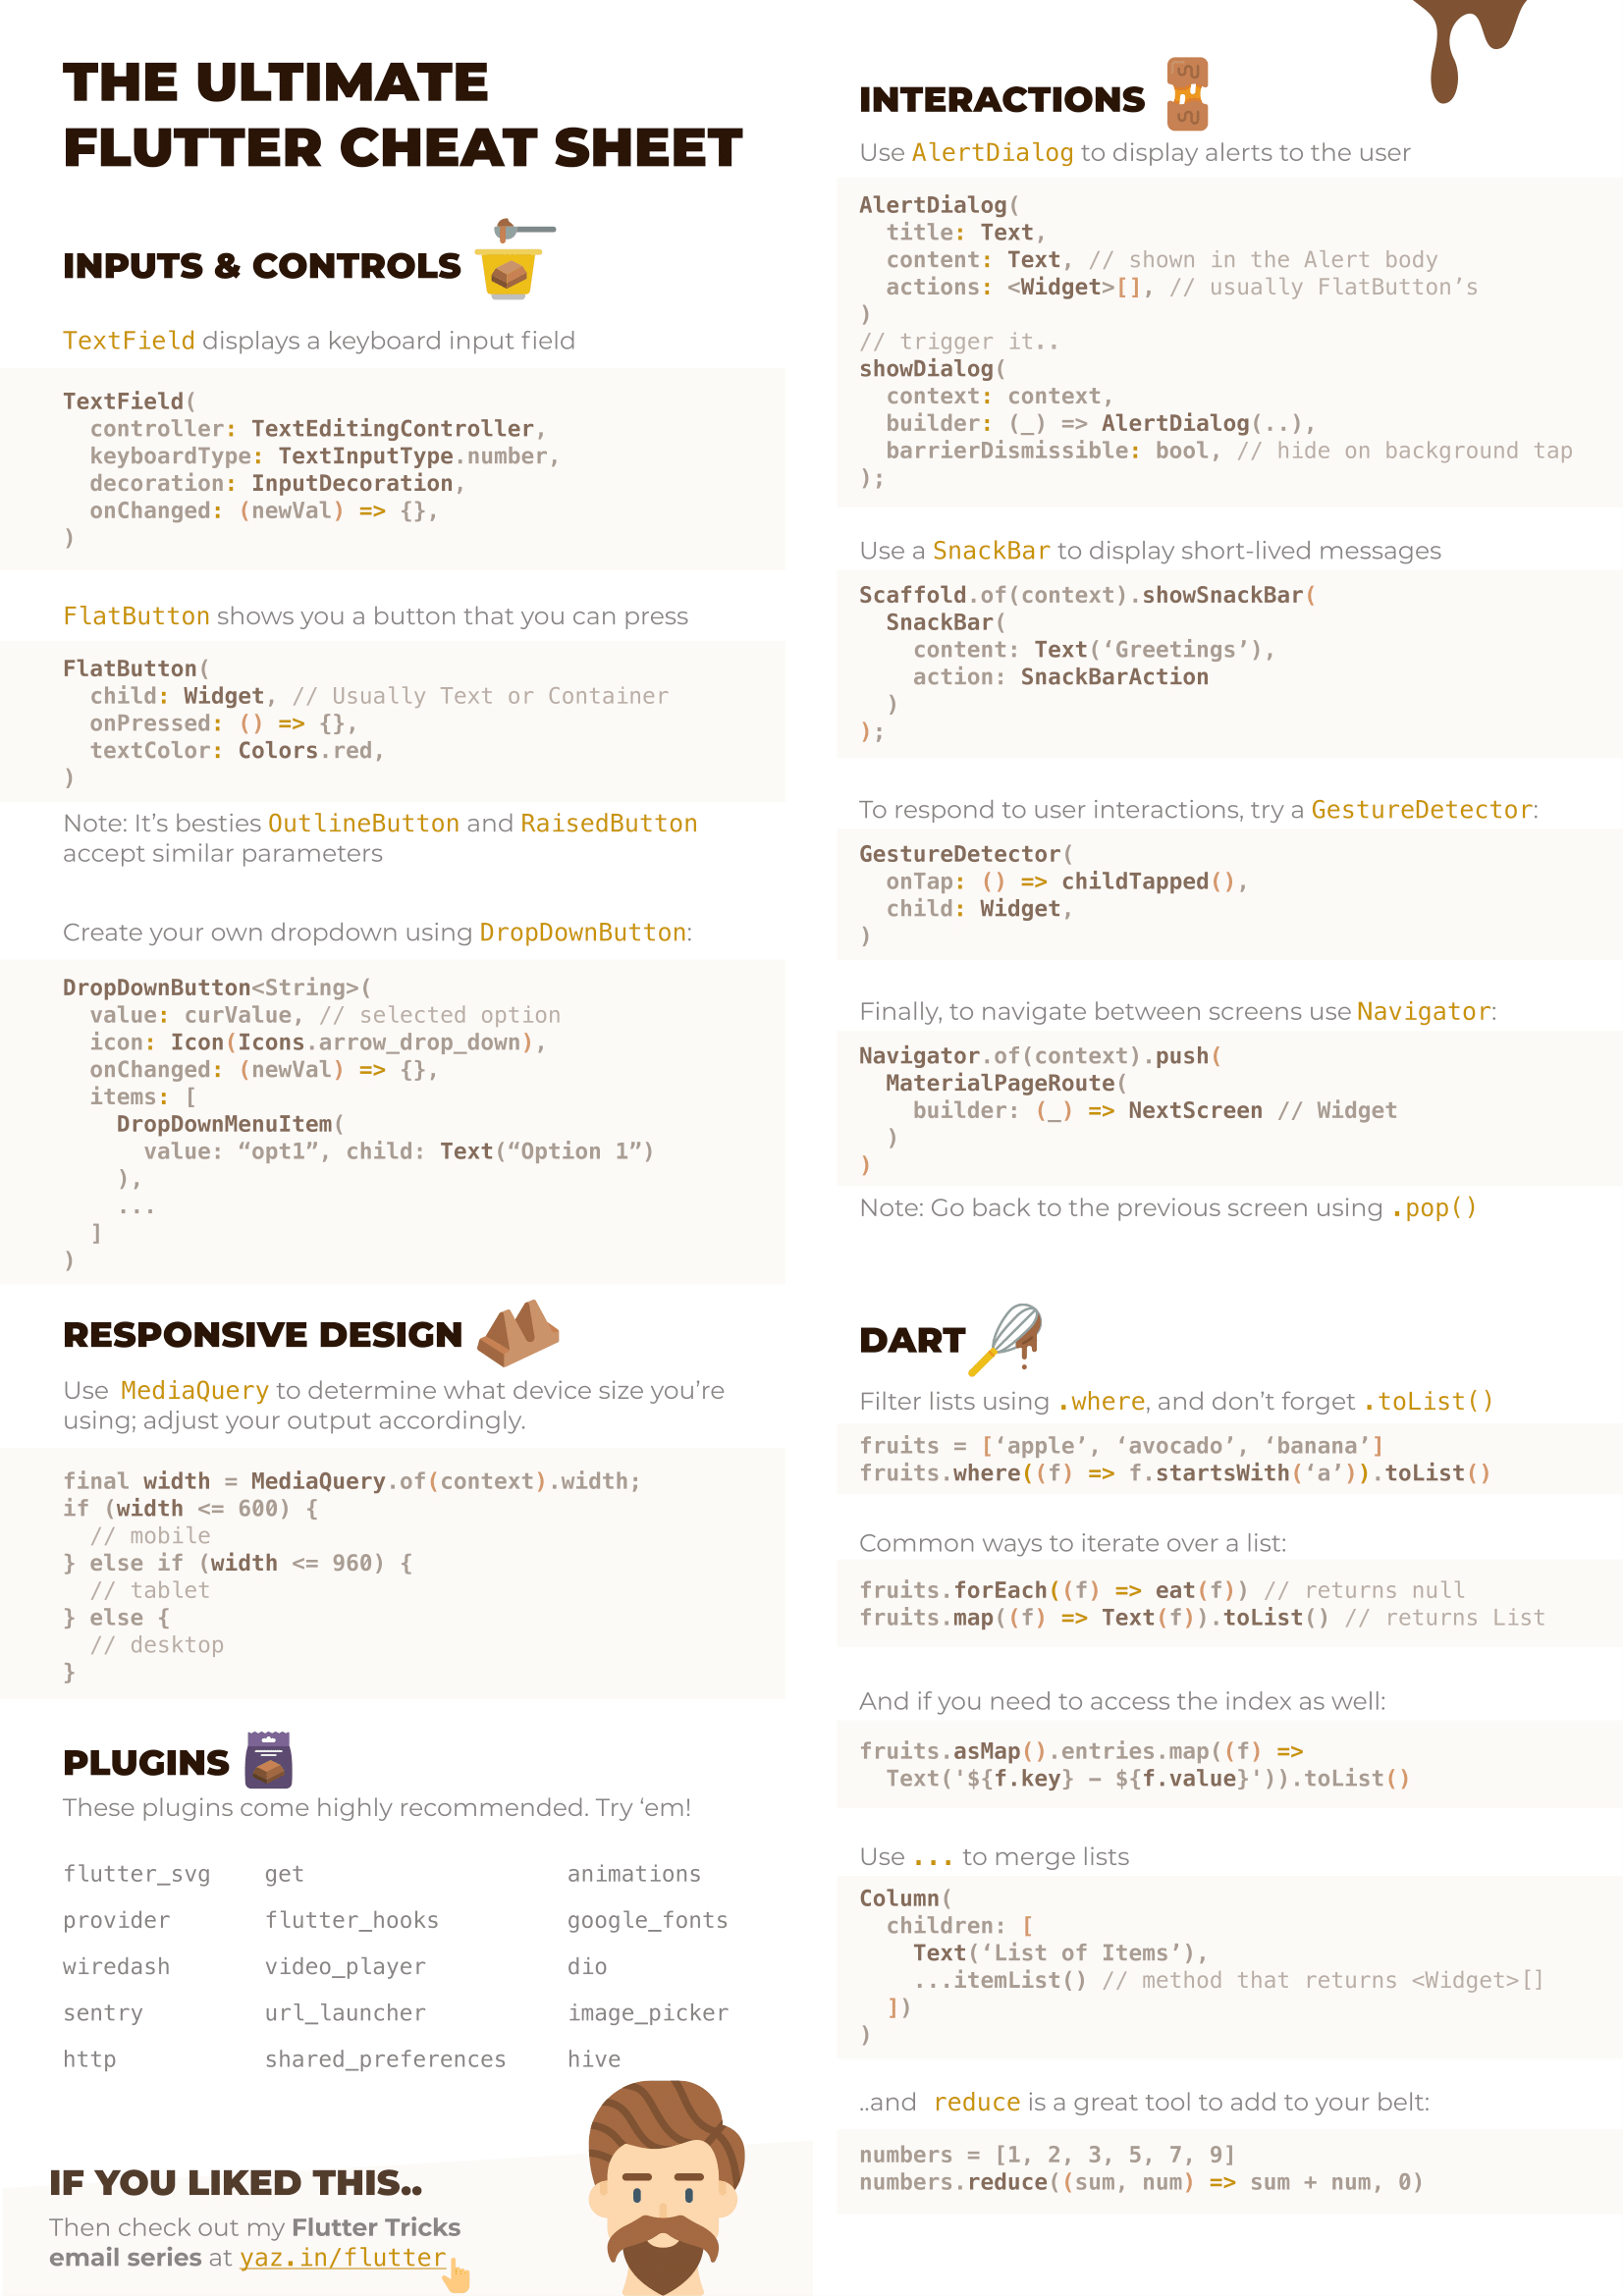 THE ULTIMATE
FLUTTER CHEAT SHEET
INPUTS & CONTROLS
TextField displays a keyboard input field
TextField(
  controller: TextEditingController,
  keyboardType: TextInputType.number,
  decoration: InputDecoration,
  onChanged: (newVal) => {},
)
FlatButton shows you a button that you can press
FlatButton(
  child: Widget, // Usually Text or Container
  onPressed: () => {},
  textColor: Colors.red,
)
Note: It’s besties OutlineButton and RaisedButton
accept similar parameters
Create your own dropdown using DropDownButton:
DropDownButton<String>(
  value: curValue, // selected option
  icon: Icon(Icons.arrow_drop_down),
  onChanged: (newVal) => {},
  items: [
    DropDownMenuItem(
      value: “opt1”, child: Text(“Option 1”)
    ),
    ...
  ]
)
RESPONSIVE DESIGN
Use MediaQuery to determine what device size you’re
using; adjust your output accordingly.
final width = MediaQuery.of(context).width;
if (width <= 600) {
  // mobile
} else if (width <= 960) {
  // tablet
} else {
  // desktop
}
PLUGINS
These plugins come highly recommended. Try ‘em!
flutter_svg get animations
provider flutter_hooks google_fonts
wiredash video_player dio
sentry url_launcher image_picker
http shared_preferences hive
IF YOU LIKED THIS..
Then check out my Flutter Tricks
email series at yaz.in/flutter
INTERACTIONS
Use AlertDialog to display alerts to the user
AlertDialog(
  title: Text,
  content: Text, // shown in the Alert body
  actions: <Widget>[], // usually FlatButton’s
)
// trigger it..
showDialog(
  context: context,
  builder: (_) => AlertDialog(..),
  barrierDismissible: bool, // hide on background tap
);
Use a SnackBar to display short-lived messages
Scaffold.of(context).showSnackBar(
  SnackBar(
    content: Text(‘Greetings’),
    action: SnackBarAction
  )
);
To respond to user interactions, try a GestureDetector:
GestureDetector(
  onTap: () => childTapped(),
  child: Widget,
)
Finally, to navigate between screens use Navigator:
Navigator.of(context).push(
  MaterialPageRoute(
    builder: (_) => NextScreen // Widget
  )
)
Note: Go back to the previous screen using .pop()
DART
Filter lists using .where, and don’t forget .toList()
fruits = [‘apple’, ‘avocado’, ‘banana’]
fruits.where((f) => f.startsWith(‘a’)).toList()
Common ways to iterate over a list:
fruits.forEach((f) => eat(f)) // returns null
fruits.map((f) => Text(f)).toList() // returns List
And if you need to access the index as well:
fruits.asMap().entries.map((f) =>
  Text('${f.key} – ${f.value}')).toList()
Use ... to merge lists
Column(
  children: [
    Text(‘List of Items’),
    ...itemList() // method that returns <Widget>[]
  ])
)
..and reduce is a great tool to add to your belt:
numbers = [1, 2, 3, 5, 7, 9]
numbers.reduce((sum, num) => sum + num, 0)